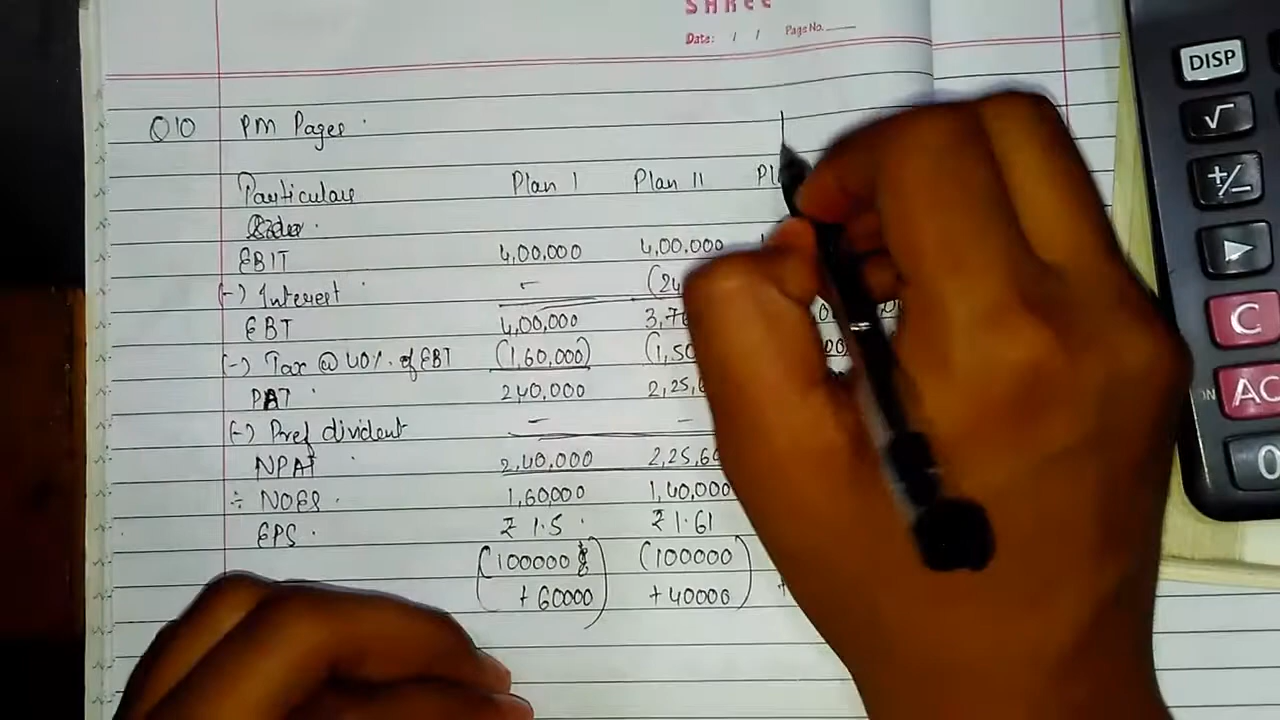 SHREE
Date: / / Page No.
Q10 PM Pages
Particulars Plan I Plan II
EBIT 4,00,000 4,00,000
(-) Interest -
EBT 4,00,000
(-) Tax @ 40% of EBT (1,60,000)
PAT 240,000
(-) Pref divident - -
NPAT 2,40,000
÷ NOES. 1,60000 1,40,000
EPS. ₹ 1.5 ₹ 1.61
(100000 (100000)
+ 60000) + 40000
DISP
√
+/-
▶
C
AC
0